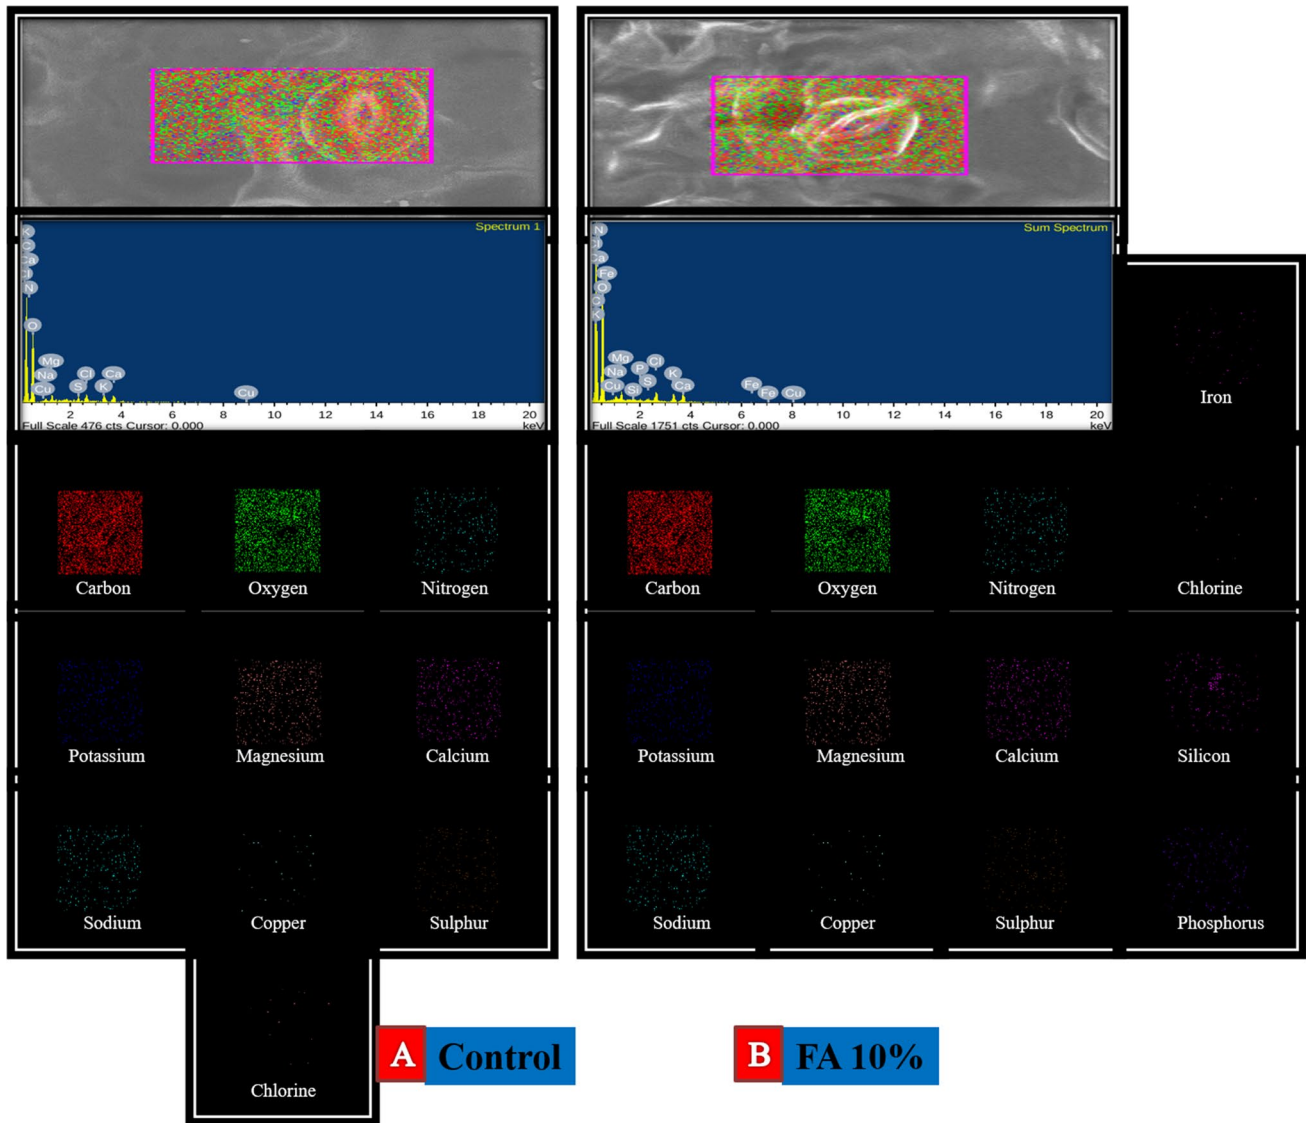 Spectrum 1
K
C
Ca
Cl
N
O
Mg
Na
Cu
S
Cl
K
Ca
Cu
2 4 6 8 10 12 14 16 18 20
Full Scale 476 cts Cursor: 0.000 keV
Sum Spectrum
N
Cl
Ca
Fe
O
C
K
Mg
Na
Cu
Si
P
S
Cl
K
Ca
Fe
Fe
Cu
2 4 6 8 10 12 14 16 18 20
Full Scale 1751 cts Cursor: 0.000 keV
Iron
Carbon Oxygen Nitrogen
Potassium Magnesium Calcium
Sodium Copper Sulphur
Chlorine
Carbon Oxygen Nitrogen Chlorine
Potassium Magnesium Calcium Silicon
Sodium Copper Sulphur Phosphorus
A Control
B FA 10%